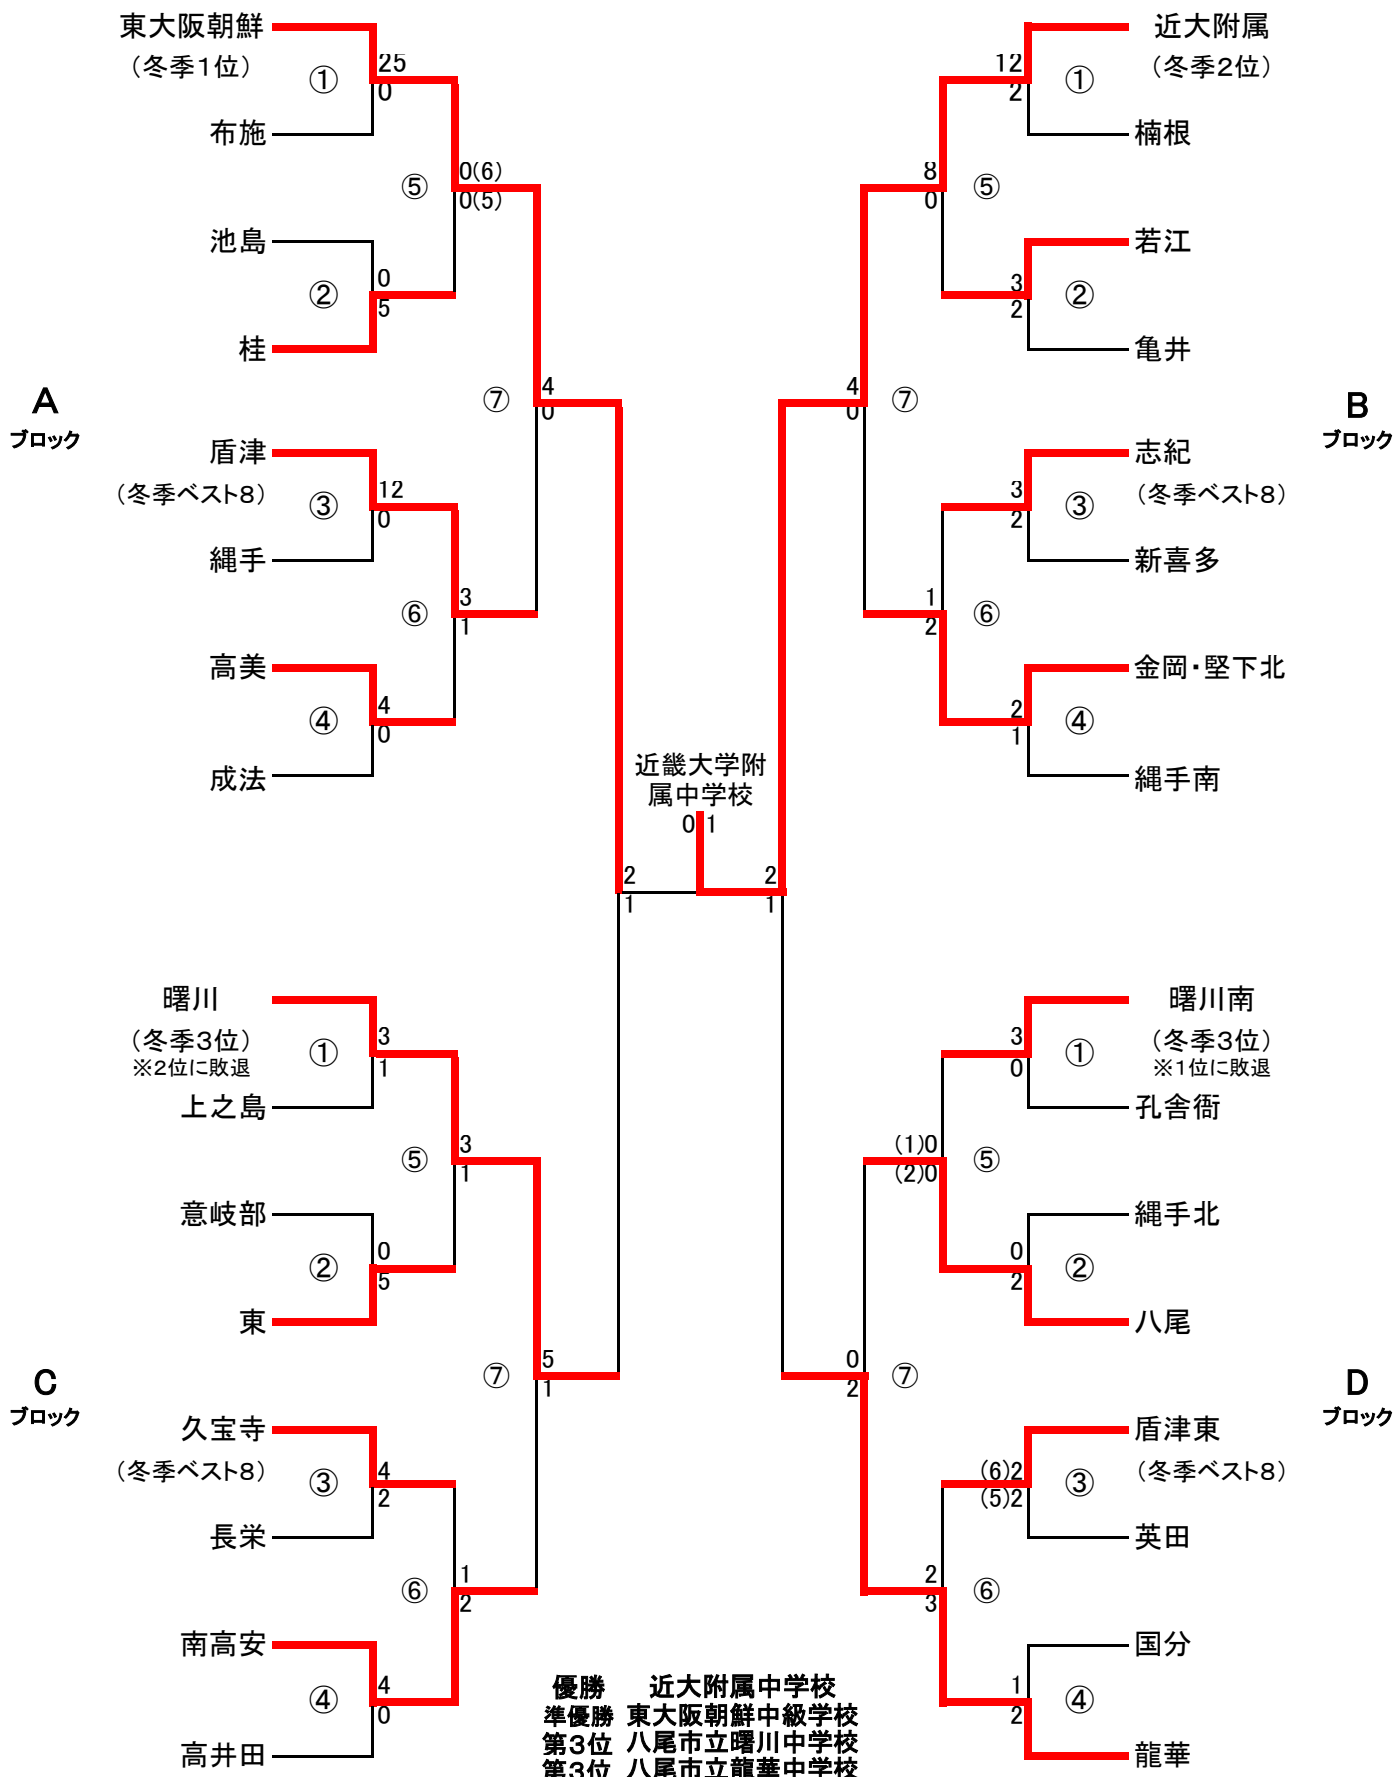 東大阪朝鮮
(冬季1位)
①
25
0
布施
⑤
0(6)
0(5)
池島
②
0
5
桂
A
ブロック
⑦
4
0
盾津
(冬季ベスト8)
③
12
0
縄手
⑥
3
1
高美
④
4
0
成法
近大附属
(冬季2位)
①
12
2
楠根
⑤
8
0
若江
②
3
2
亀井
B
ブロック
⑦
4
0
志紀
(冬季ベスト8)
③
3
2
新喜多
⑥
1
2
金岡・堅下北
④
2
1
縄手南
近畿大学附
属中学校
0 1
2
1
2
1
曙川
(冬季3位)
※2位に敗退
①
3
1
上之島
⑤
3
1
意岐部
②
0
5
東
C
ブロック
⑦
5
1
久宝寺
(冬季ベスト8)
③
4
2
長栄
⑥
1
2
南高安
④
4
0
高井田
曙川南
(冬季3位)
※1位に敗退
①
3
0
孔舎衙
⑤
(1)0
(2)0
縄手北
②
0
2
八尾
D
ブロック
⑦
0
2
盾津東
(冬季ベスト8)
③
(6)2
(5)2
英田
⑥
2
3
国分
④
1
2
龍華
優勝 近大附属中学校
準優勝 東大阪朝鮮中級学校
第3位 八尾市立曙川中学校
第3位 八尾市立龍華中学校